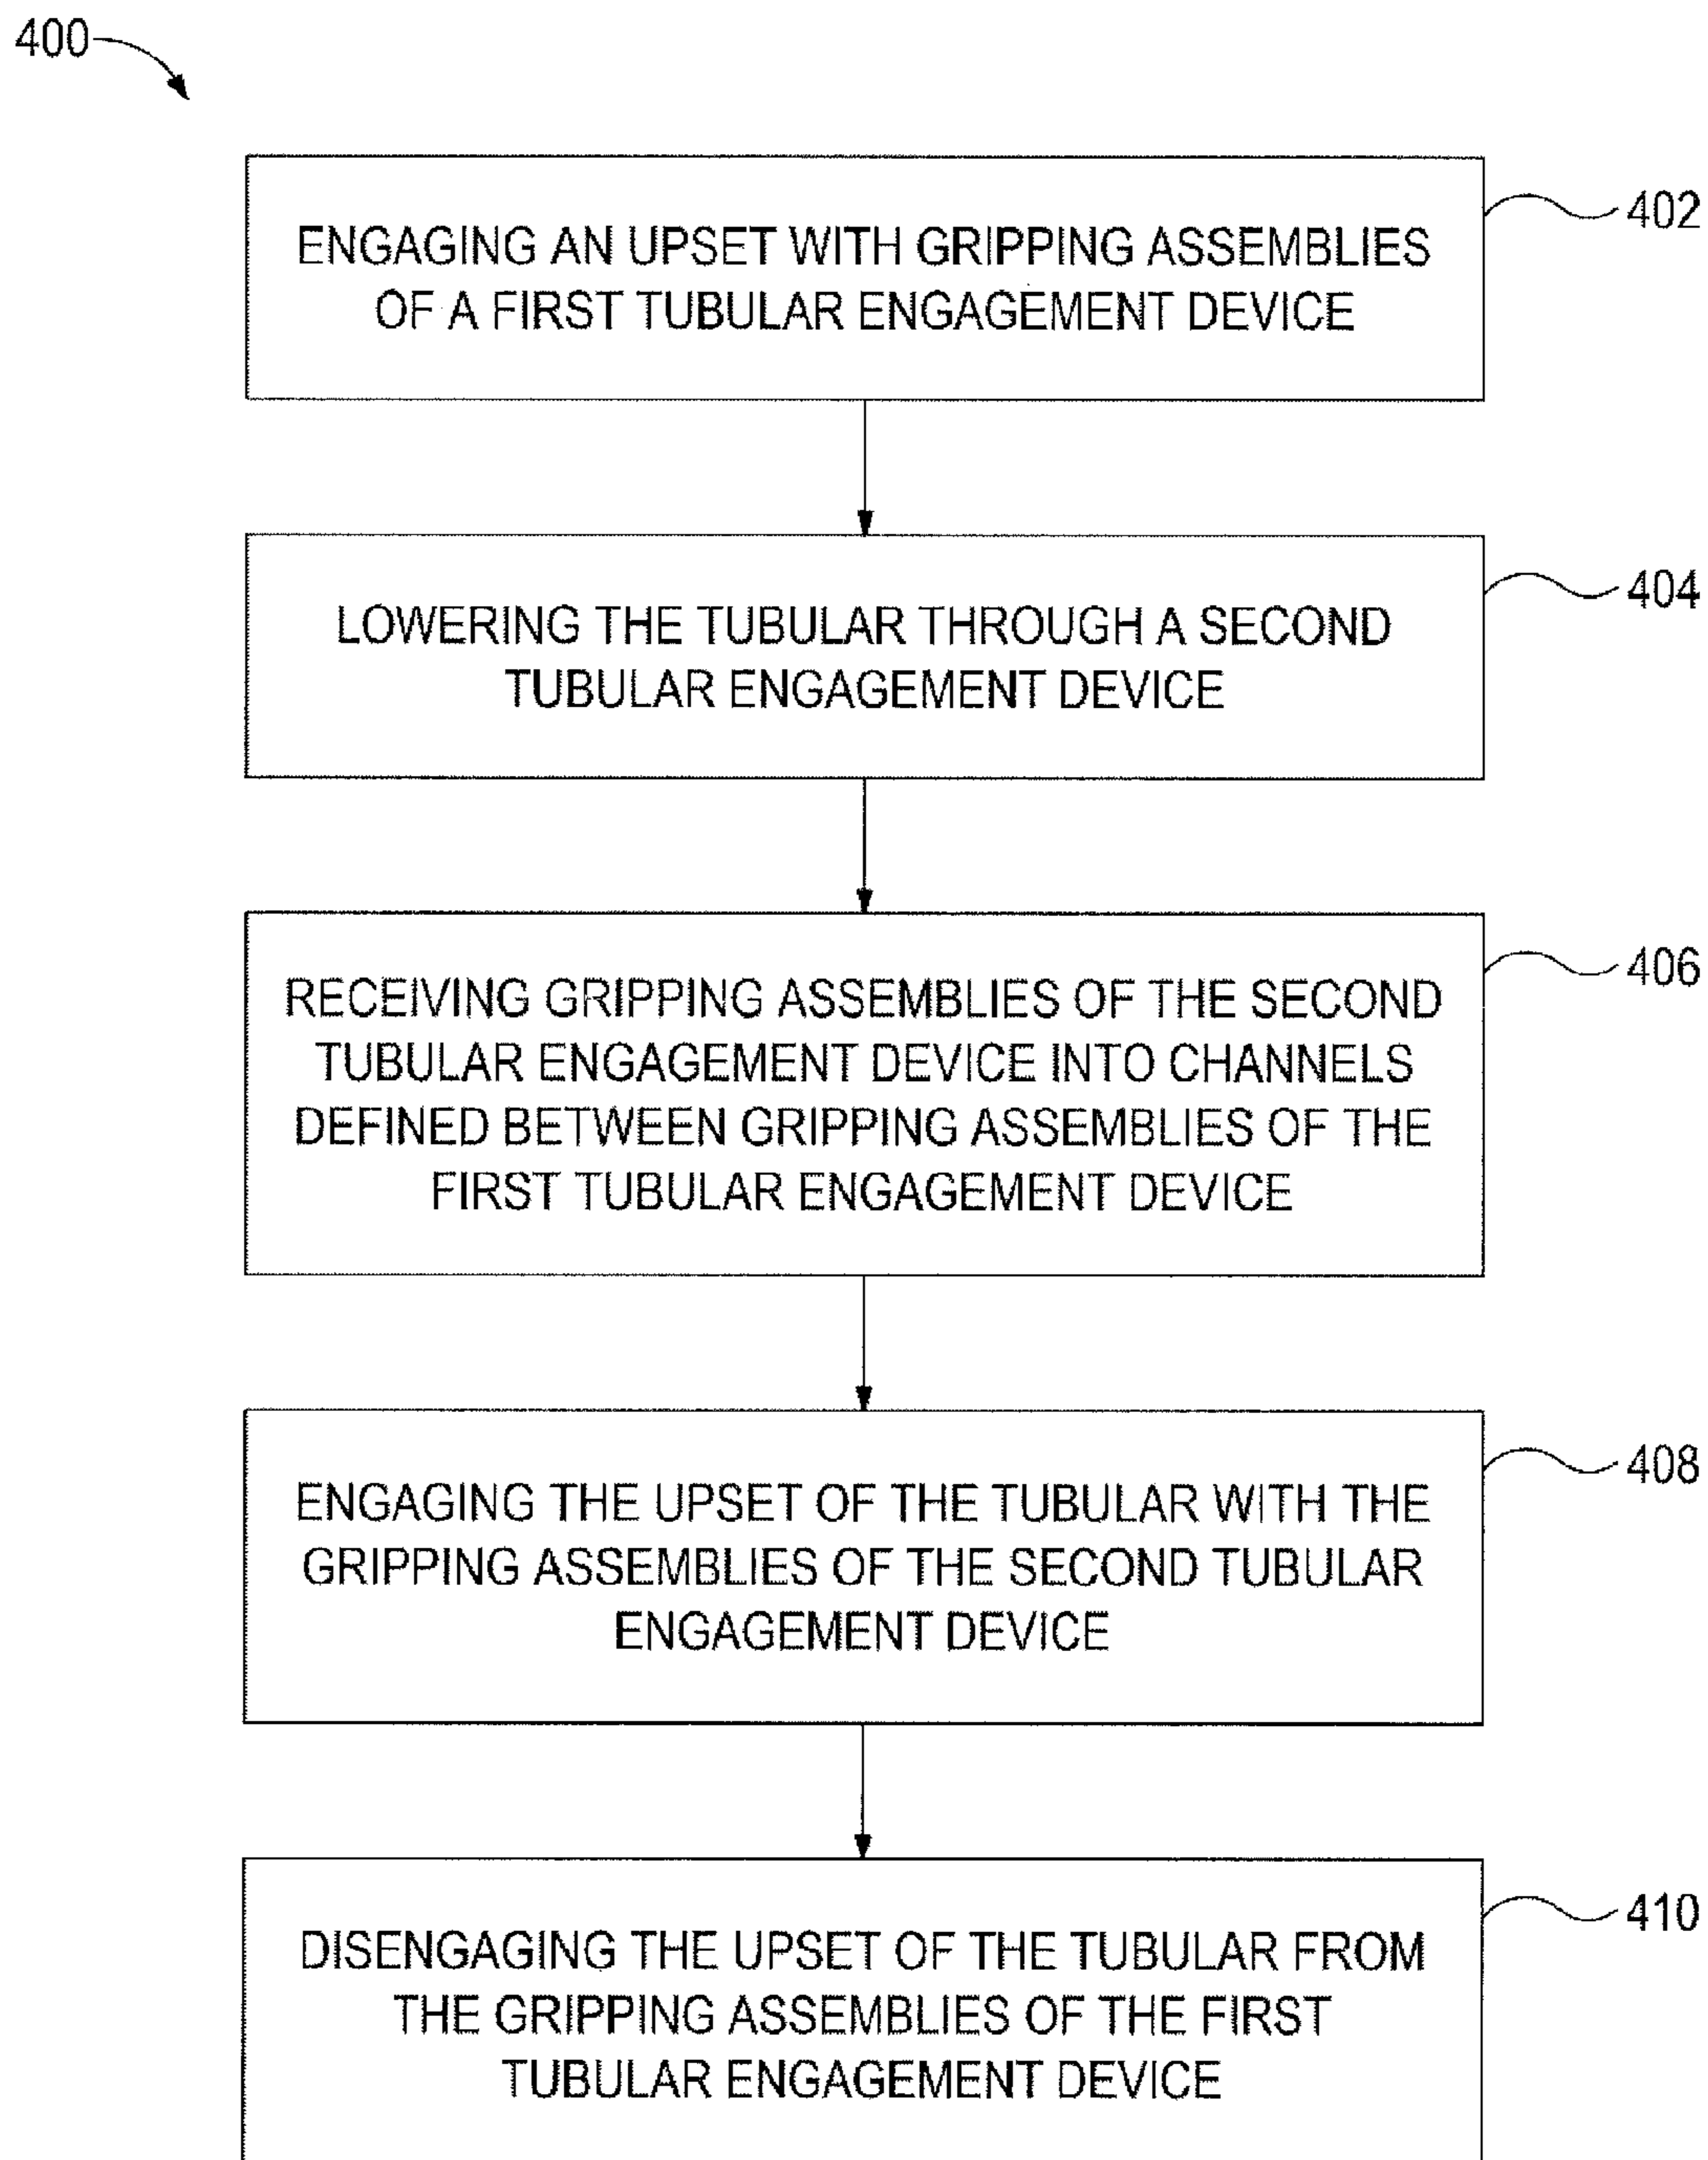 400
ENGAGING AN UPSET WITH GRIPPING ASSEMBLIES
OF A FIRST TUBULAR ENGAGEMENT DEVICE
402
LOWERING THE TUBULAR THROUGH A SECOND
TUBULAR ENGAGEMENT DEVICE
404
RECEIVING GRIPPING ASSEMBLIES OF THE SECOND
TUBULAR ENGAGEMENT DEVICE INTO CHANNELS
DEFINED BETWEEN GRIPPING ASSEMBLIES OF THE
FIRST TUBULAR ENGAGEMENT DEVICE
406
ENGAGING THE UPSET OF THE TUBULAR WITH THE
GRIPPING ASSEMBLIES OF THE SECOND TUBULAR
ENGAGEMENT DEVICE
408
DISENGAGING THE UPSET OF THE TUBULAR FROM
THE GRIPPING ASSEMBLIES OF THE FIRST
TUBULAR ENGAGEMENT DEVICE
410